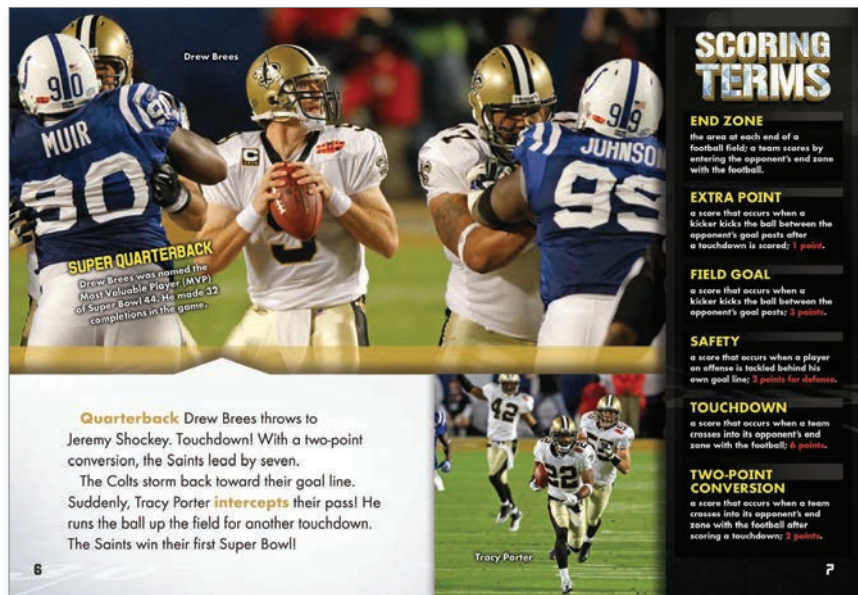 Drew Brees
90
MUIR
90
90
C
9
99
JOHNSON
99
SUPER QUARTERBACK
Drew Brees was named the
Most Valuable Player (MVP)
of Super Bowl 44. He made 32
completions in the game.
Quarterback Drew Brees throws to
Jeremy Shockey. Touchdown! With a two-point
conversion, the Saints lead by seven.
The Colts storm back toward their goal line.
Suddenly, Tracy Porter intercepts their pass! He
runs the ball up the field for another touchdown.
The Saints win their first Super Bowl!
6
42
22
Tracy Porter
SCORING
TERMS
END ZONE
the area at each end of a
football field; a team scores by
entering the opponent's end zone
with the football.
EXTRA POINT
a score that occurs when a
kicker kicks the ball between the
opponent's goal posts after
a touchdown is scored; 1 point.
FIELD GOAL
a score that occurs when a
kicker kicks the ball between the
opponent's goal posts; 3 points.
SAFETY
a score that occurs when a player
on offense is tackled behind his
own goal line; 2 points for defense.
TOUCHDOWN
a score that occurs when a team
crosses into its opponent's end
zone with the football; 6 points.
TWO-POINT
CONVERSION
a score that occurs when a team
crosses into its opponent's end
zone with the football after
scoring a touchdown; 2 points.
7